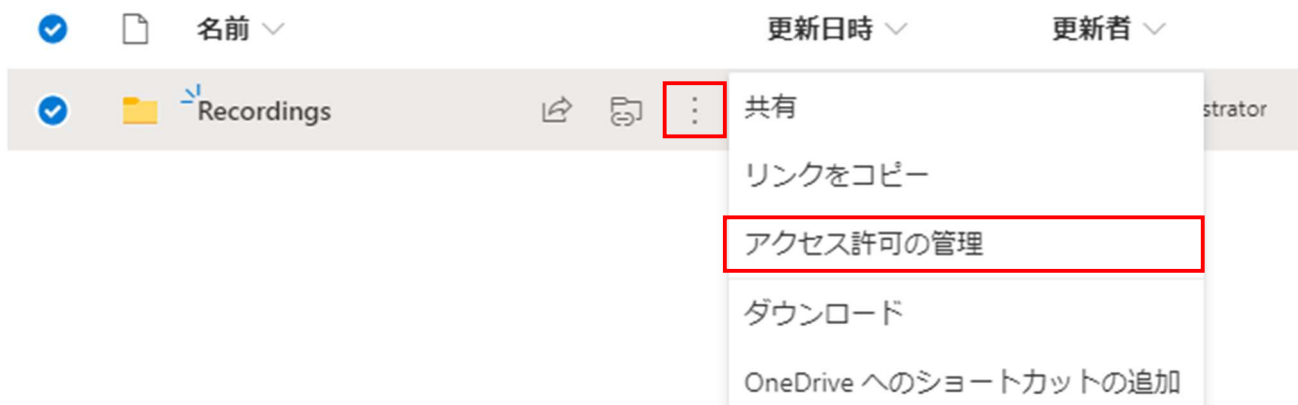 名前 更新日時 更新者
Recordings 共有 strator
リンクをコピー
アクセス許可の管理
ダウンロード
OneDrive へのショートカットの追加